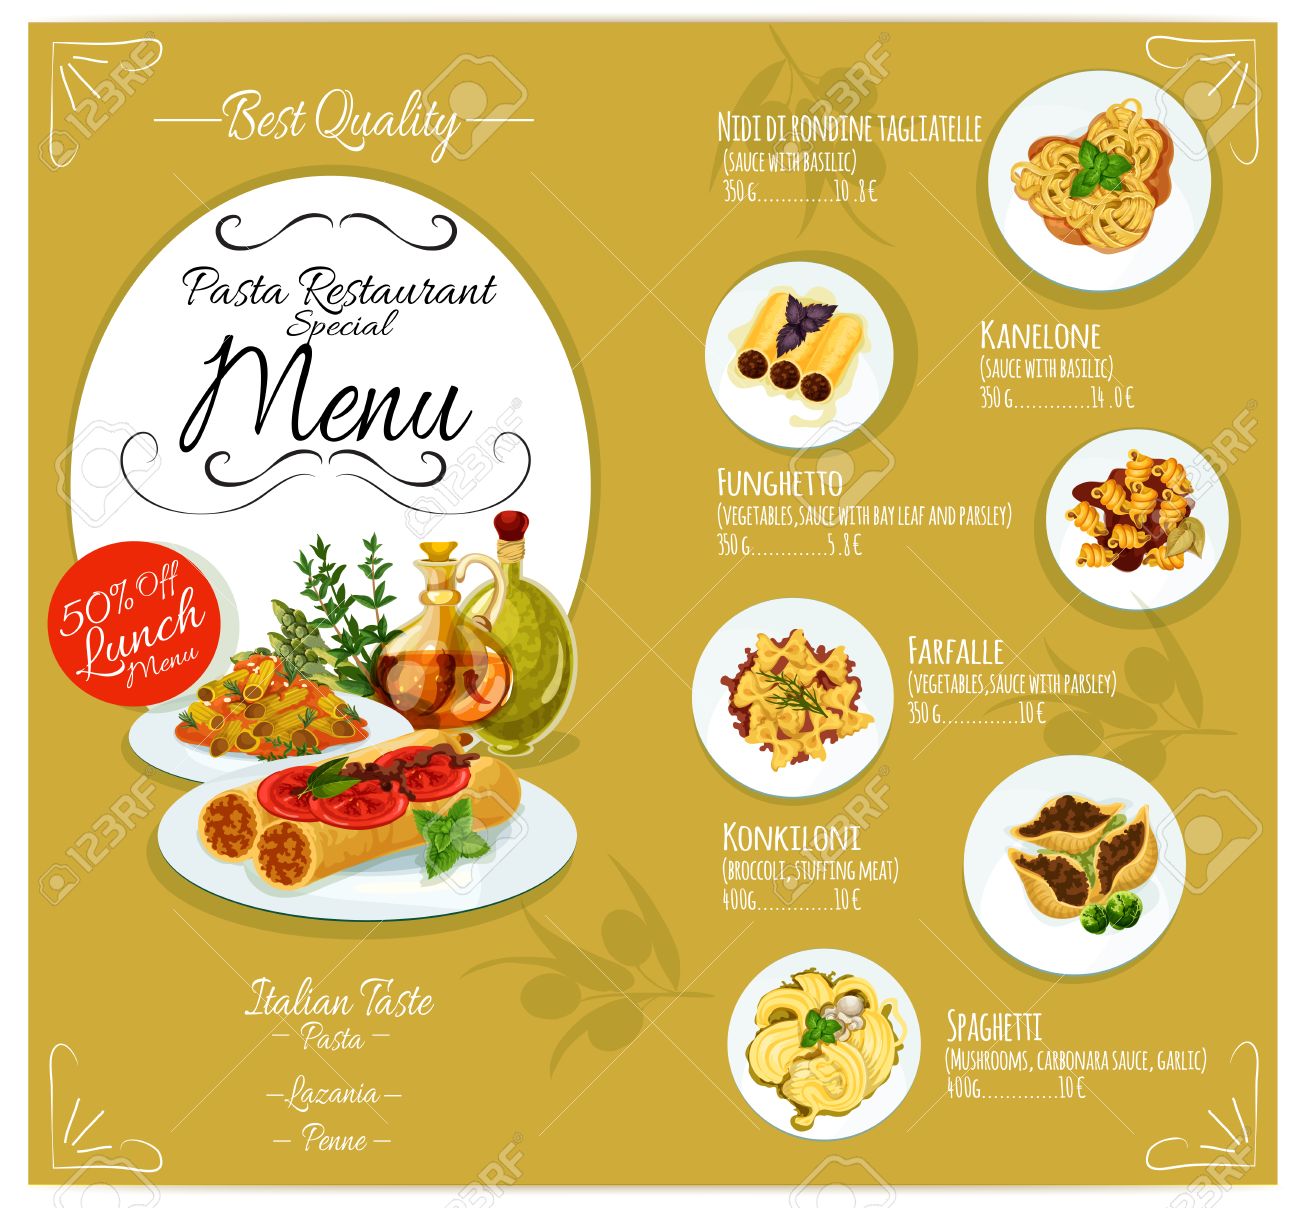 Best Quality
Pasta Restaurant
Special
Menu
50% Off
Lunch
Menu
Italian Taste
– Pasta –
– Lazania –
– Penne –
Nidi di rondine tagliatelle
(sauce with basilic)
350 g.............10 .8 €
Kanelone
(sauce with basilic)
350 g.............14 .0 €
Funghetto
(vegetables,sauce with bay leaf and parsley)
350 g.............5 .8 €
Farfalle
(vegetables,sauce with parsley)
350 g.............10 €
Konkiloni
(broccoli, stuffing meat)
400g.............10 €
Spaghetti
(Mushrooms, carbonara sauce, garlic)
400g.............10 €
123RF